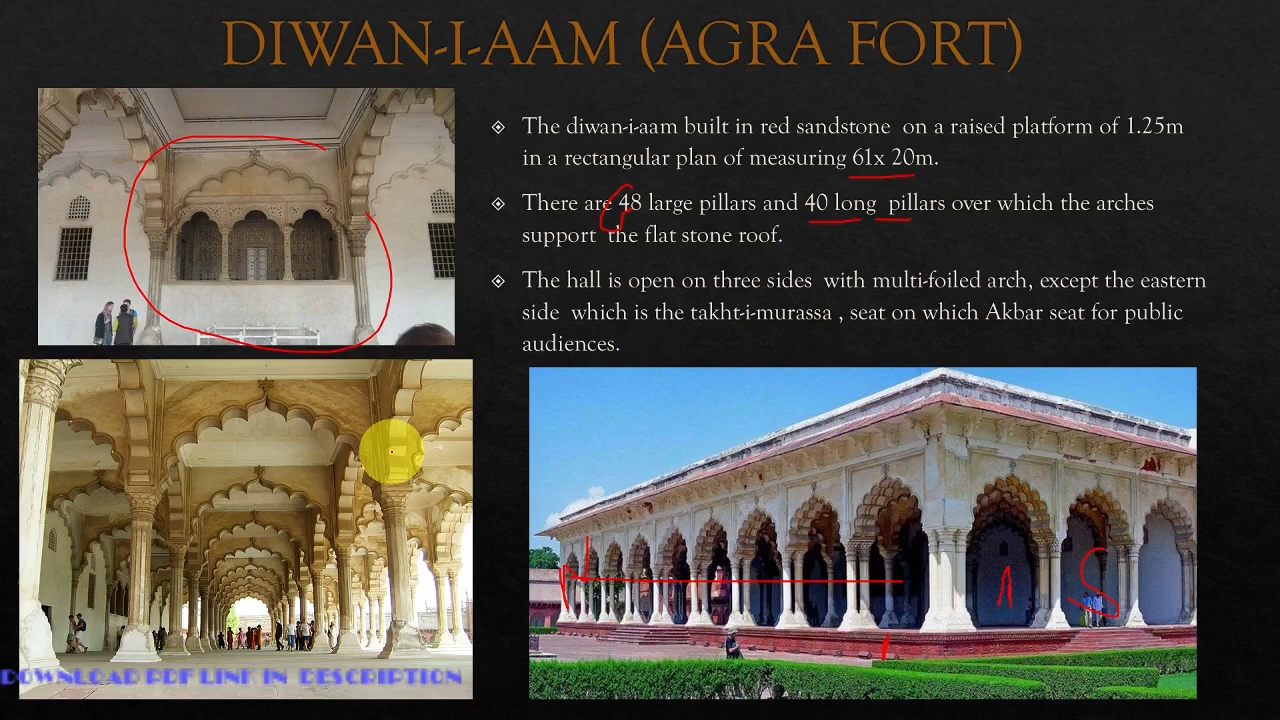 DIWAN-I-AAM (AGRA FORT)
The diwan-i-aam built in red sandstone on a raised platform of 1.25m
in a rectangular plan of measuring 61x 20m.
There are 48 large pillars and 40 long pillars over which the arches
support the flat stone roof.
The hall is open on three sides with multi-foiled arch, except the eastern
side which is the takht-i-murassa , seat on which Akbar seat for public
audiences.
DOWNLOAD PDF LINK IN DESCRIPTION